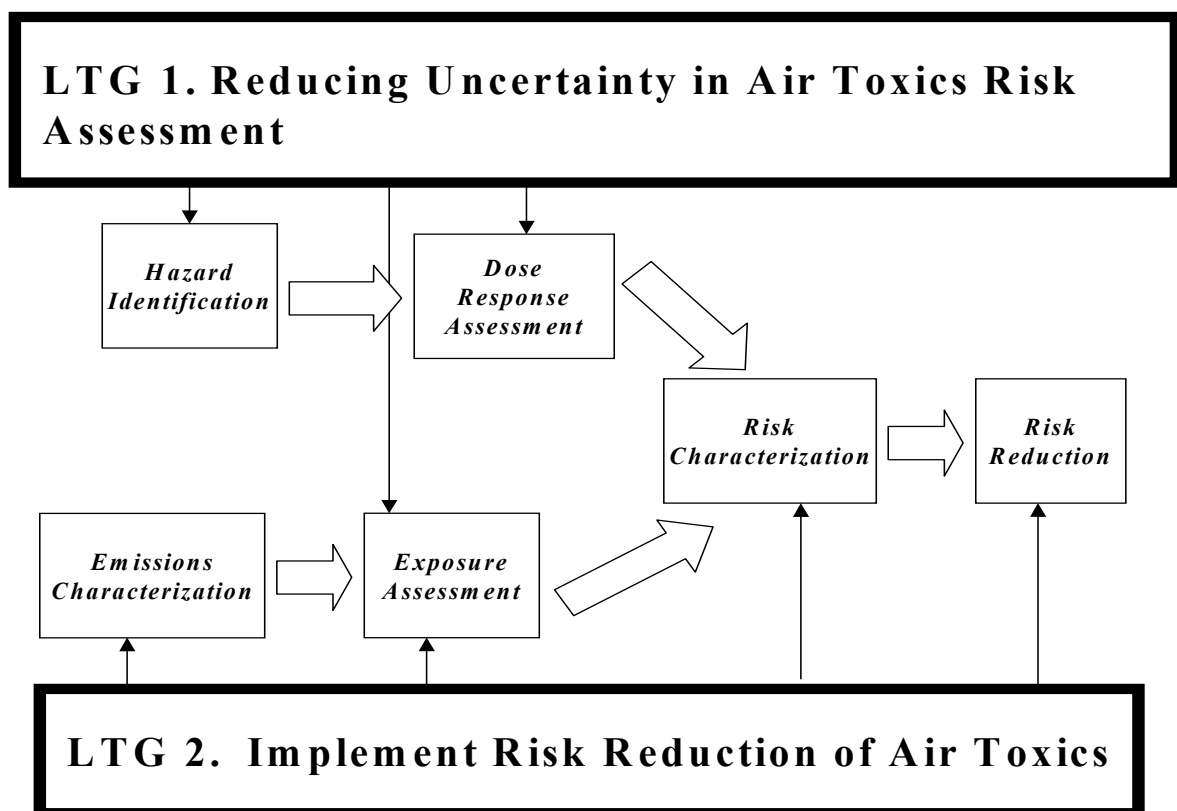 LTG 1. Reducing Uncertainty in Air Toxics Risk
Assessment
Hazard
Identification
Dose
Response
Assessment
Risk
Characterization
Risk
Reduction
Emissions
Characterization
Exposure
Assessment
LTG 2. Implement Risk Reduction of Air Toxics